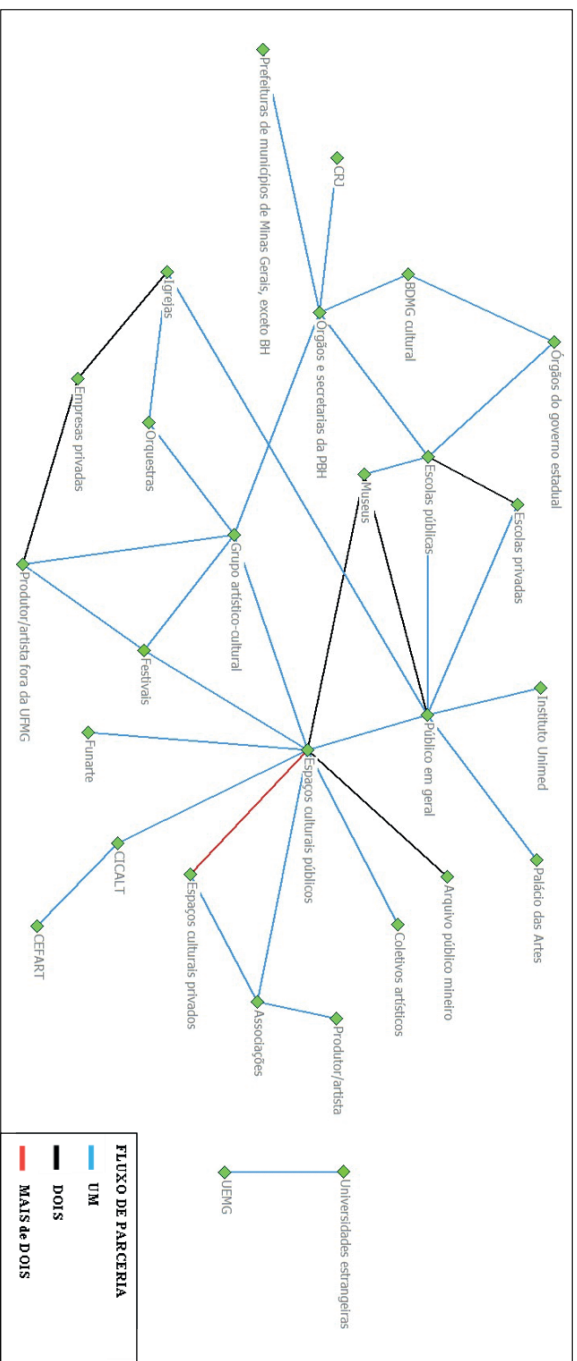 Prefeituras de municípios de Minas Gerais, exceto BH
CRJ
Igrejas
BDMG cultural
Órgãos e secretarias da PBH
Órgãos do governo estadual
Empresas privadas
Orquestras
Escolas públicas
Museus
Escolas privadas
Grupo artístico-cultural
Produtor/artista fora da UFMG
Festivais
Instituto Unimed
Público em geral
Funarte
Espaços culturais públicos
CICALT
Palácio das Artes
Espaços culturais privados
Arquivo público mineiro
CEFART
Coletivos artísticos
Associações
Produtor/artista
UEMG
Universidades estrangeiras
FLUXO DE PARCERIA
UM
DOIS
MAIS de DOIS